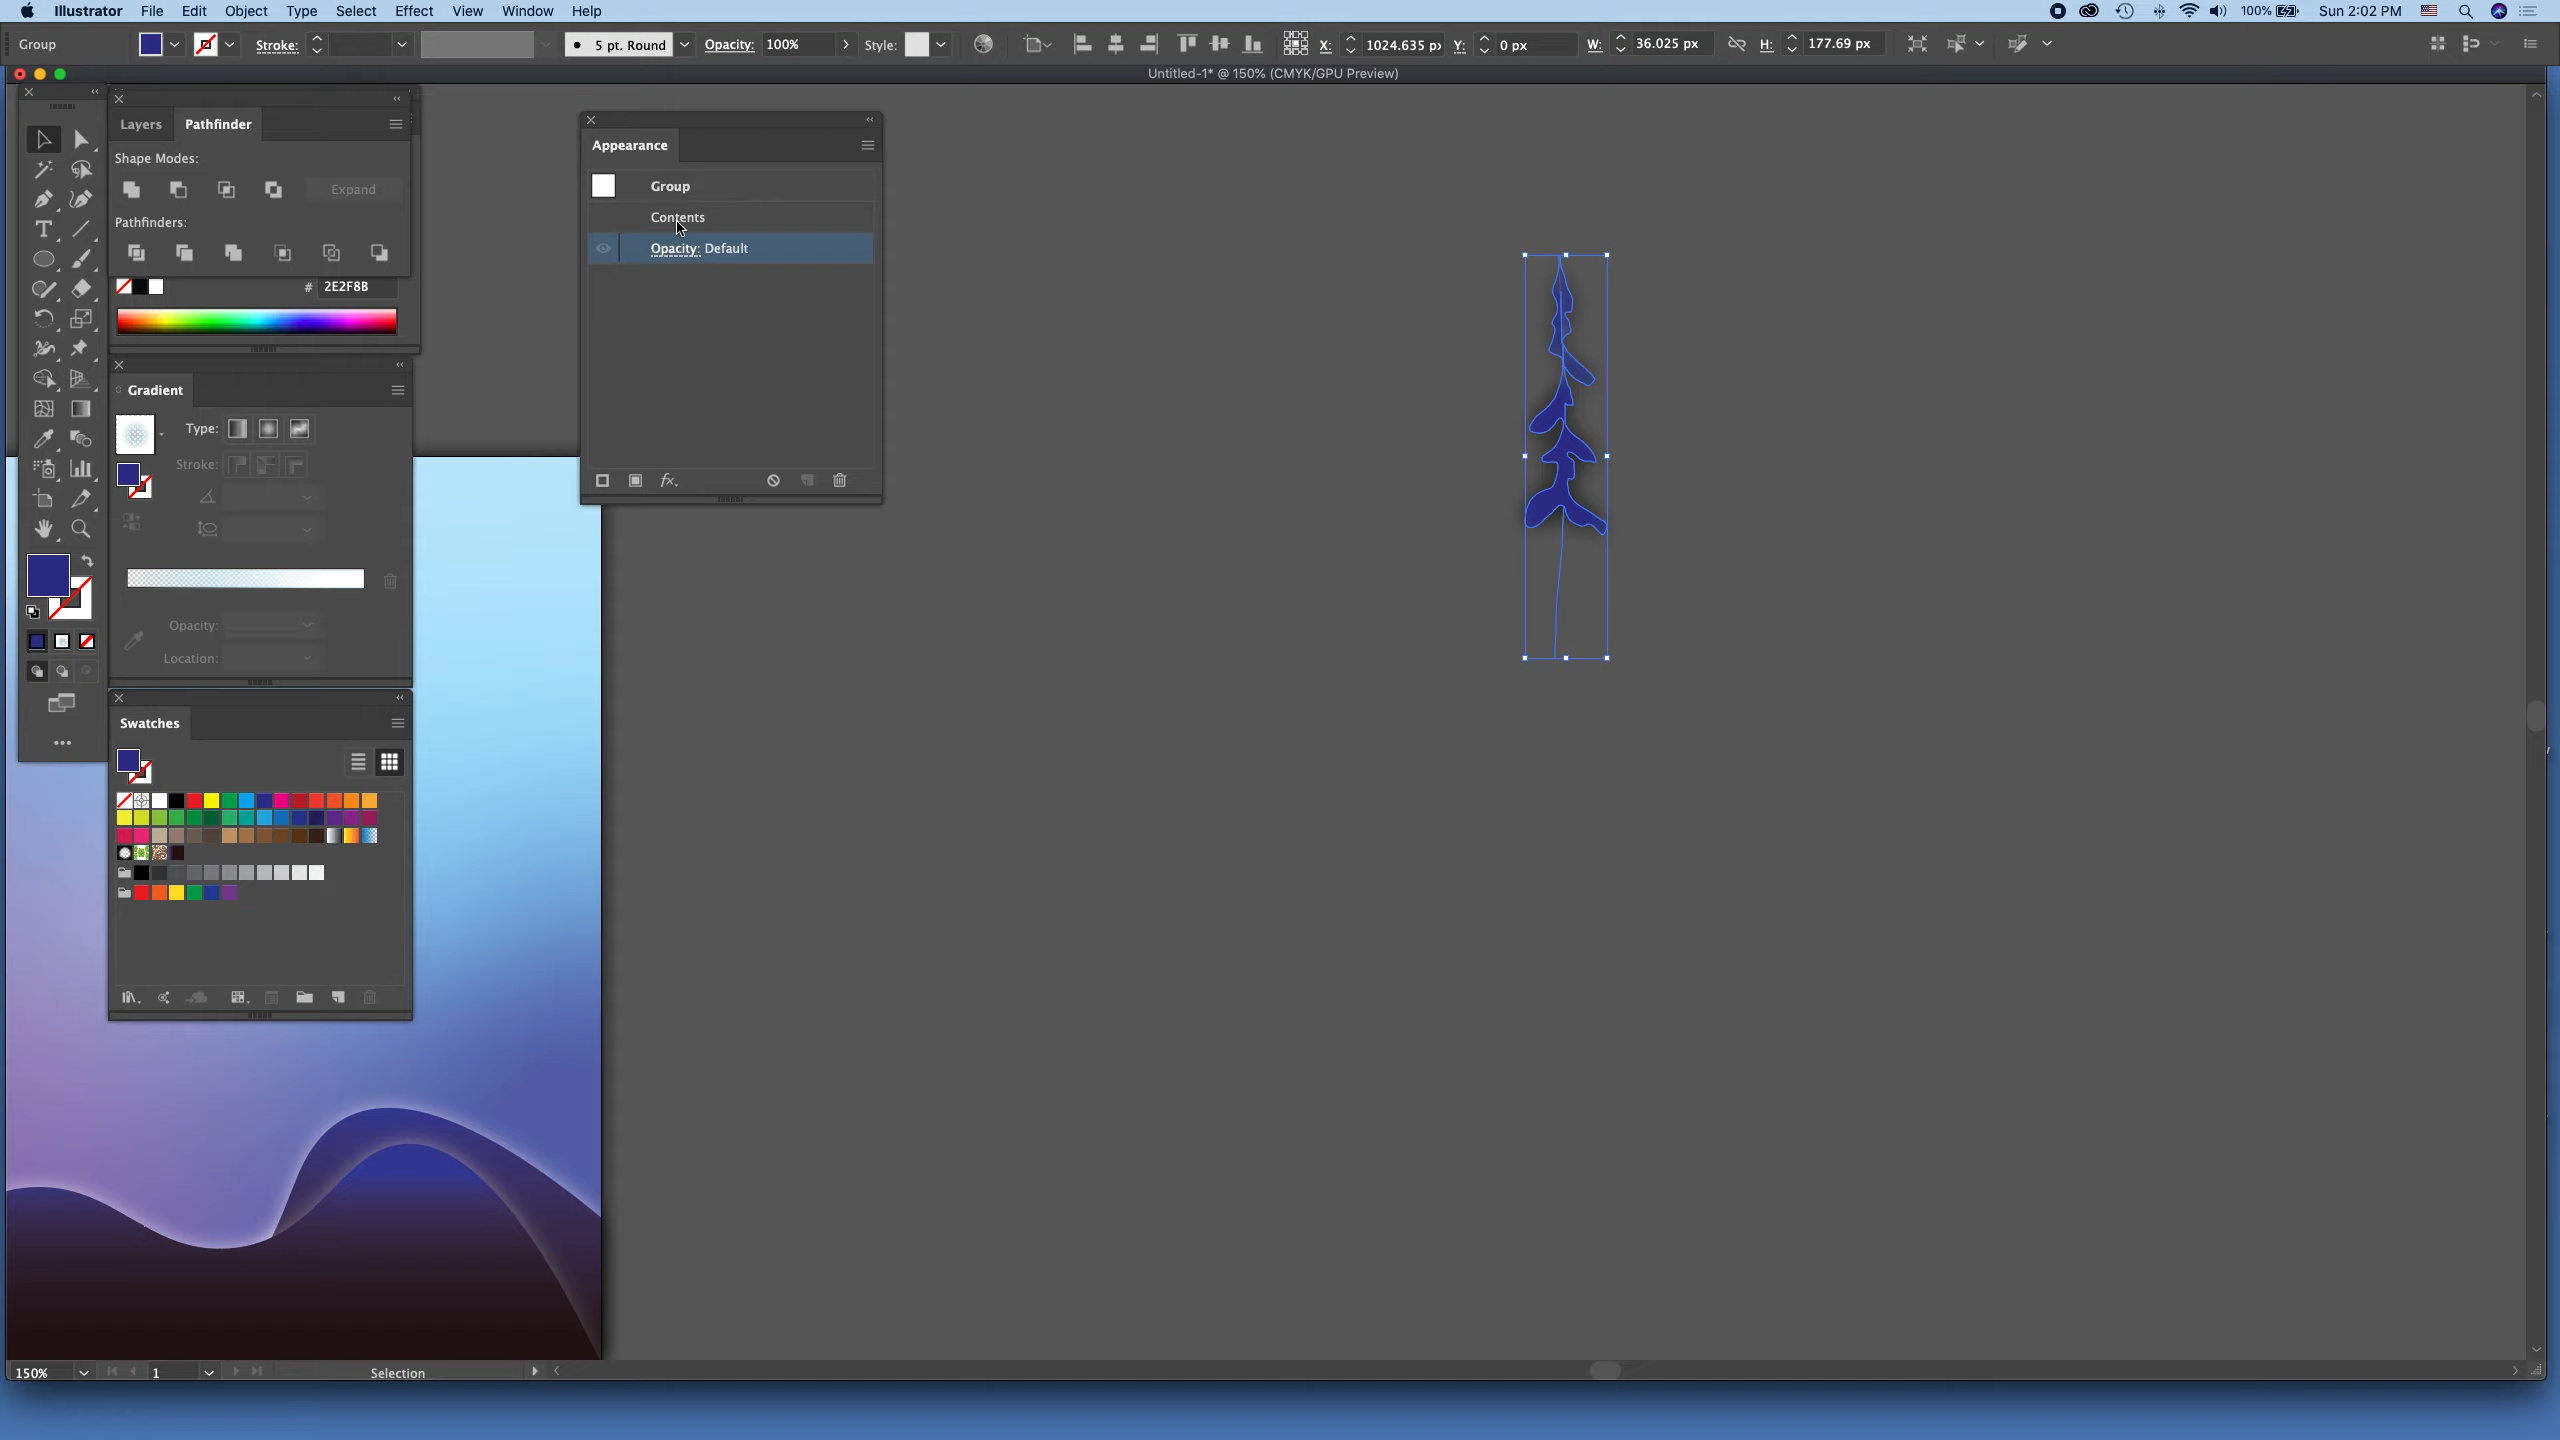 Illustrator File Edit Object Type Select Effect View Window Help 100% Sun 2:02 PM
Group Stroke: 5 pt. Round Opacity: 100% Style: X: 1024.635 px Y: 0 px W: 36.025 px H: 177.69 px
Untitled-1* @ 150% (CMYK/GPU Preview)
Layers Pathfinder
Shape Modes:
Expand
Pathfinders:
# 2E2F8B
Appearance
Group
Contents
Opacity: Default
fx.
Gradient
Type:
Stroke:
Opacity:
Location:
Swatches
150% 1 Selection